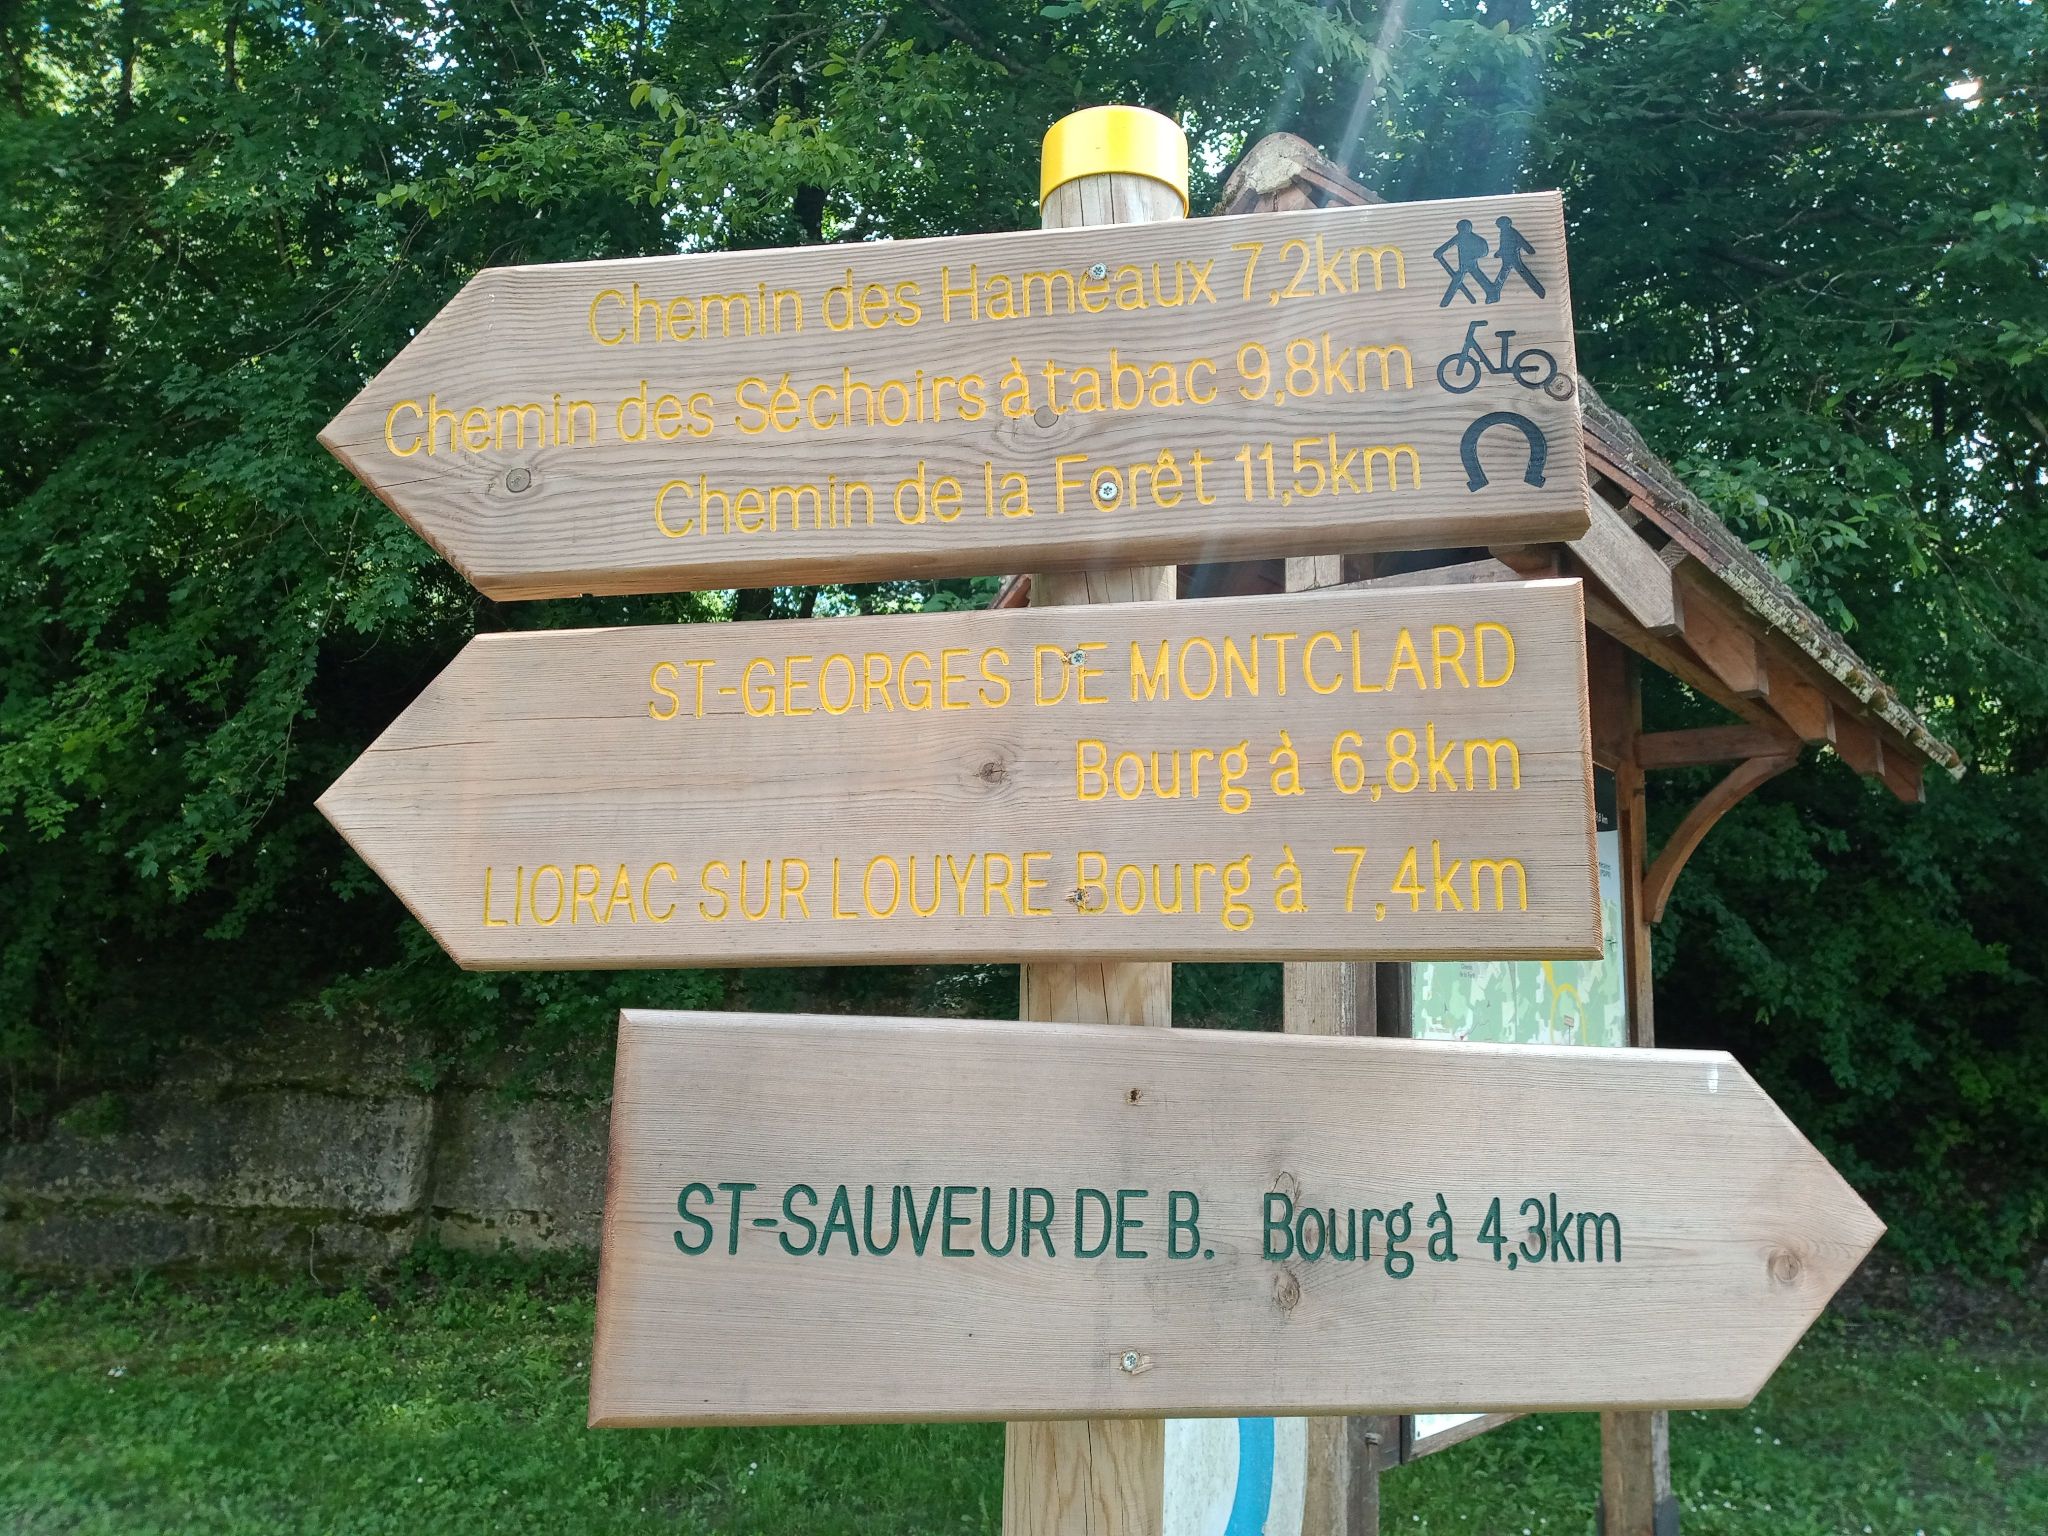 Chemin des Hameaux 7,2km
Chemin des Séchoirs à tabac 9,8km
Chemin de la Forêt 11,5km
ST-GEORGES DE MONTCLARD
Bourg à 6,8km
LIORAC SUR LOUYRE Bourg à 7,4km
ST-SAUVEUR DE B. Bourg à 4,3km